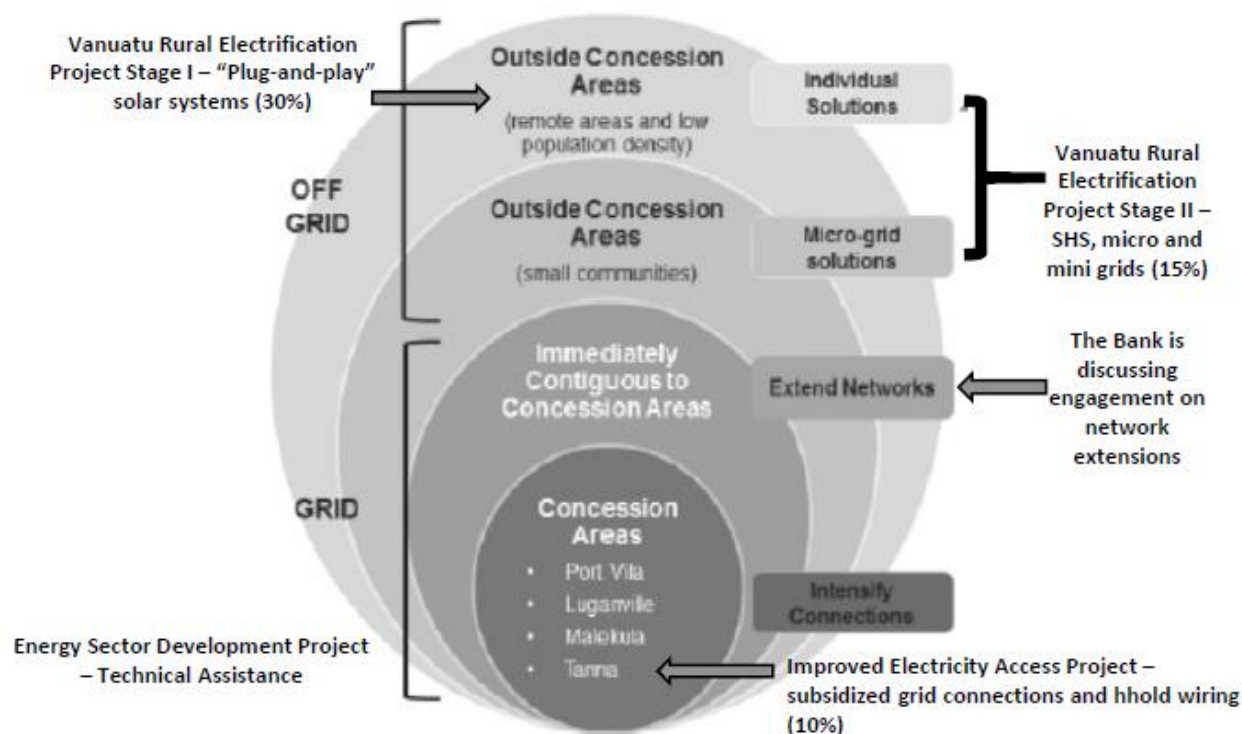 Vanuatu Rural Electrification
Project Stage I – “Plug-and-play”
solar systems (30%)
Outside Concession
Areas
(remote areas and low
population density)
Individual
Solutions
OFF
GRID
Outside Concession
Areas
(small communities)
Micro-grid
solutions
Vanuatu Rural
Electrification
Project Stage II –
SHS, micro and
mini grids (15%)
Immediately
Contiguous to
Concession Areas
Extend Networks
The Bank is
discussing
engagement on
network
extensions
GRID
Concession
Areas
• Port Vila
• Luganville
• Malekula
• Tanna
Intensify
Connections
Energy Sector Development Project
– Technical Assistance
Improved Electricity Access Project –
subsidized grid connections and hhold wiring
(10%)